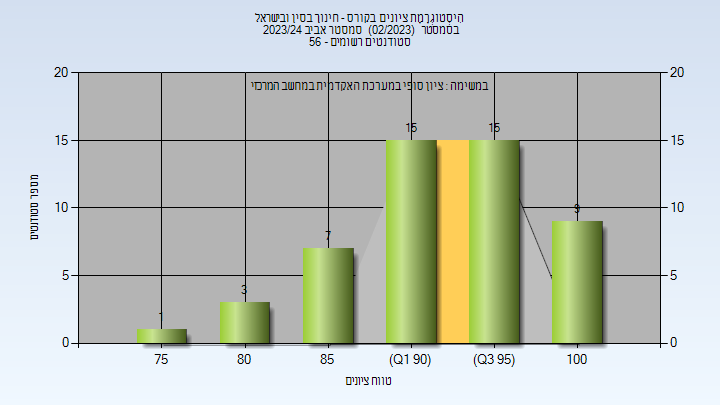 היסטוגרמת ציונים בקורס - חינוך בסין ובישראל
בסמסטר (02/2023) סמסטר אביב 2023/24
סטודנטים רשומים - 56
במשימה : ציון סופי במערכת האקדמית במחשב המרכזי
20 20
15 15
10 10
5 5
0 0
1 3 7 15 15 9
75 80 85 (Q1 90) (Q3 95) 100
מספר סטודנטים
טווח ציונים